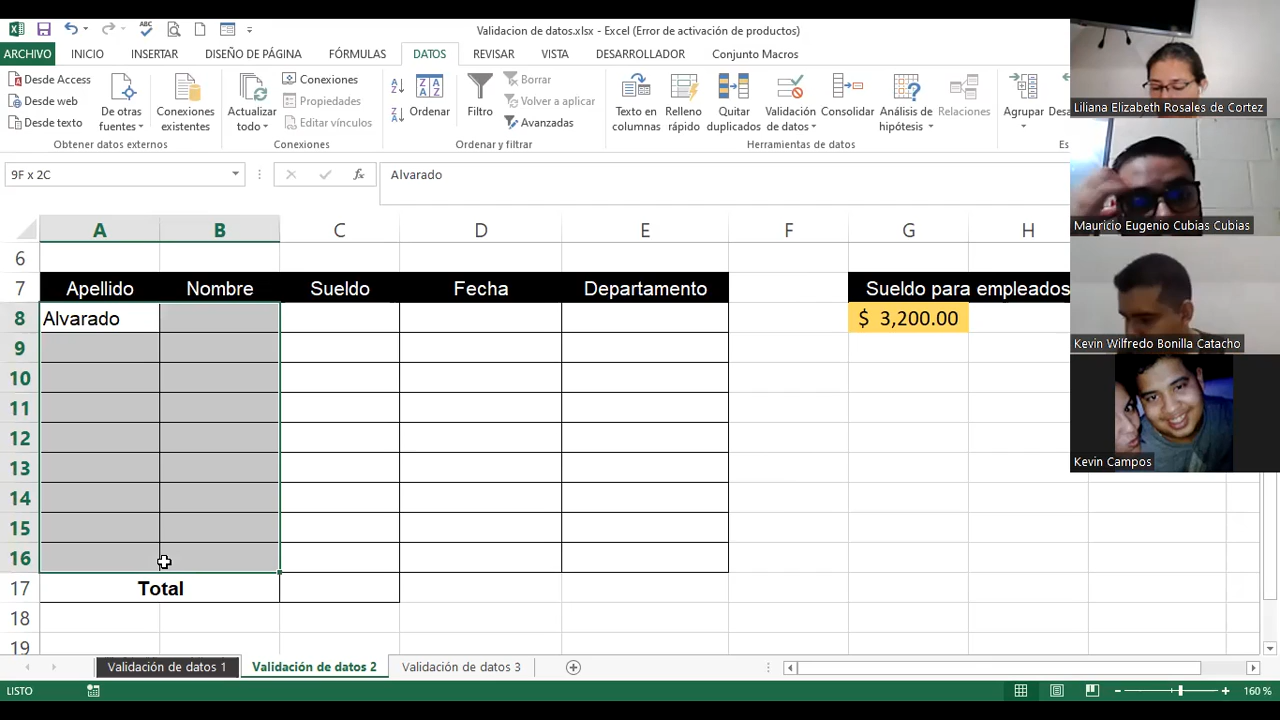 Validacion de datos.xlsx - Excel (Error de activación de productos)
ARCHIVO INICIO INSERTAR DISEÑO DE PÁGINA FÓRMULAS DATOS REVISAR VISTA DESARROLLADOR Conjunto Macros
Desde Access
Desde web
Desde texto
De otras
fuentes
Conexiones
existentes
Obtener datos externos
Actualizar
todo
Conexiones
Propiedades
Editar vínculos
Conexiones
Ordenar
Filtro
Borrar
Volver a aplicar
Avanzadas
Ordenar y filtrar
Texto en
columnas
Relleno
rápido
Quitar
duplicados
Validación
de datos
Consolidar
Análisis de
hipótesis
Relaciones
Herramientas de datos
Agrupar
Es
9F x 2C
fx
Alvarado
A B C D E F G H
6
7 Apellido Nombre Sueldo Fecha Departamento Sueldo para empleados
8 Alvarado $ 3,200.00
9
10
11
12
13
14
15
16
17 Total
18
19
Validación de datos 1 Validación de datos 2 Validación de datos 3
LISTO
160 %
Liliana Elizabeth Rosales de Cortez
Mauricio Eugenio Cubias Cubias
Kevin Wilfredo Bonilla Catacho
Kevin Campos